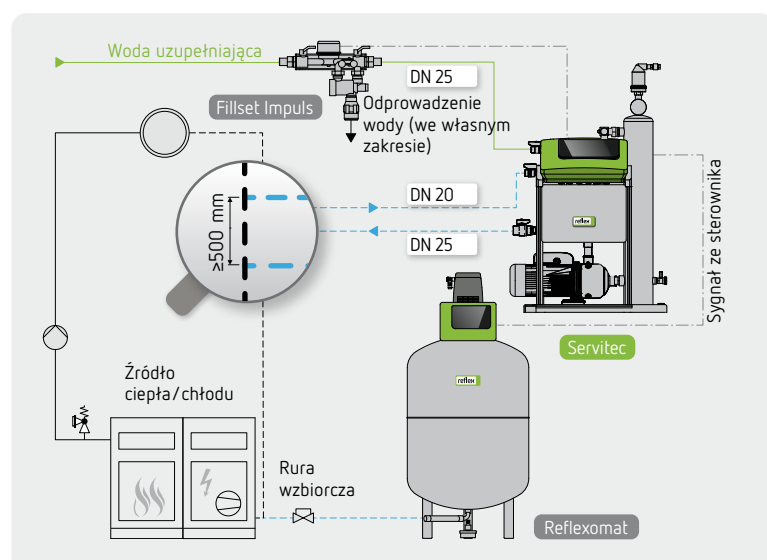 Woda uzupełniająca
DN 25
Fillset Impuls
Odprowadzenie
wody (we własnym
zakresie)
DN 20
≥500 mm
DN 25
reflex
Sygnał ze sterownika
Servitec
Źródło
ciepła/chłodu
reflex
Rura
wzbiorcza
Reflexomat